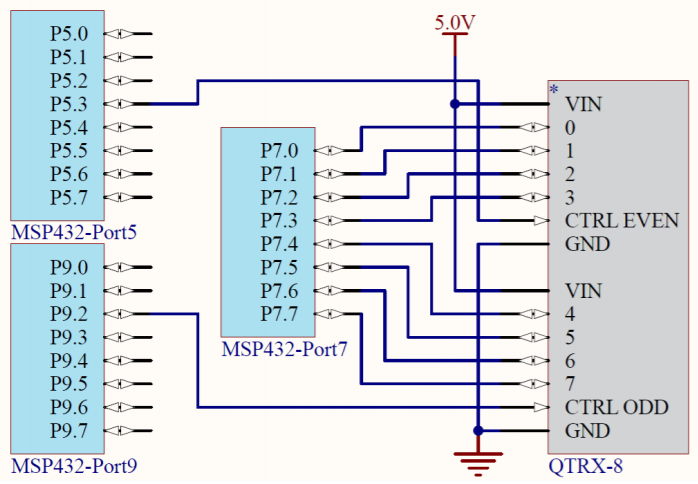 P5.0
P5.1
P5.2
P5.3
P5.4
P5.5
P5.6
P5.7
MSP432-Port5
P9.0
P9.1
P9.2
P9.3
P9.4
P9.5
P9.6
P9.7
MSP432-Port9
P7.0
P7.1
P7.2
P7.3
P7.4
P7.5
P7.6
P7.7
MSP432-Port7
5.0V
*
VIN
0
1
2
3
CTRL EVEN
GND
VIN
4
5
6
7
CTRL ODD
GND
QTRX-8